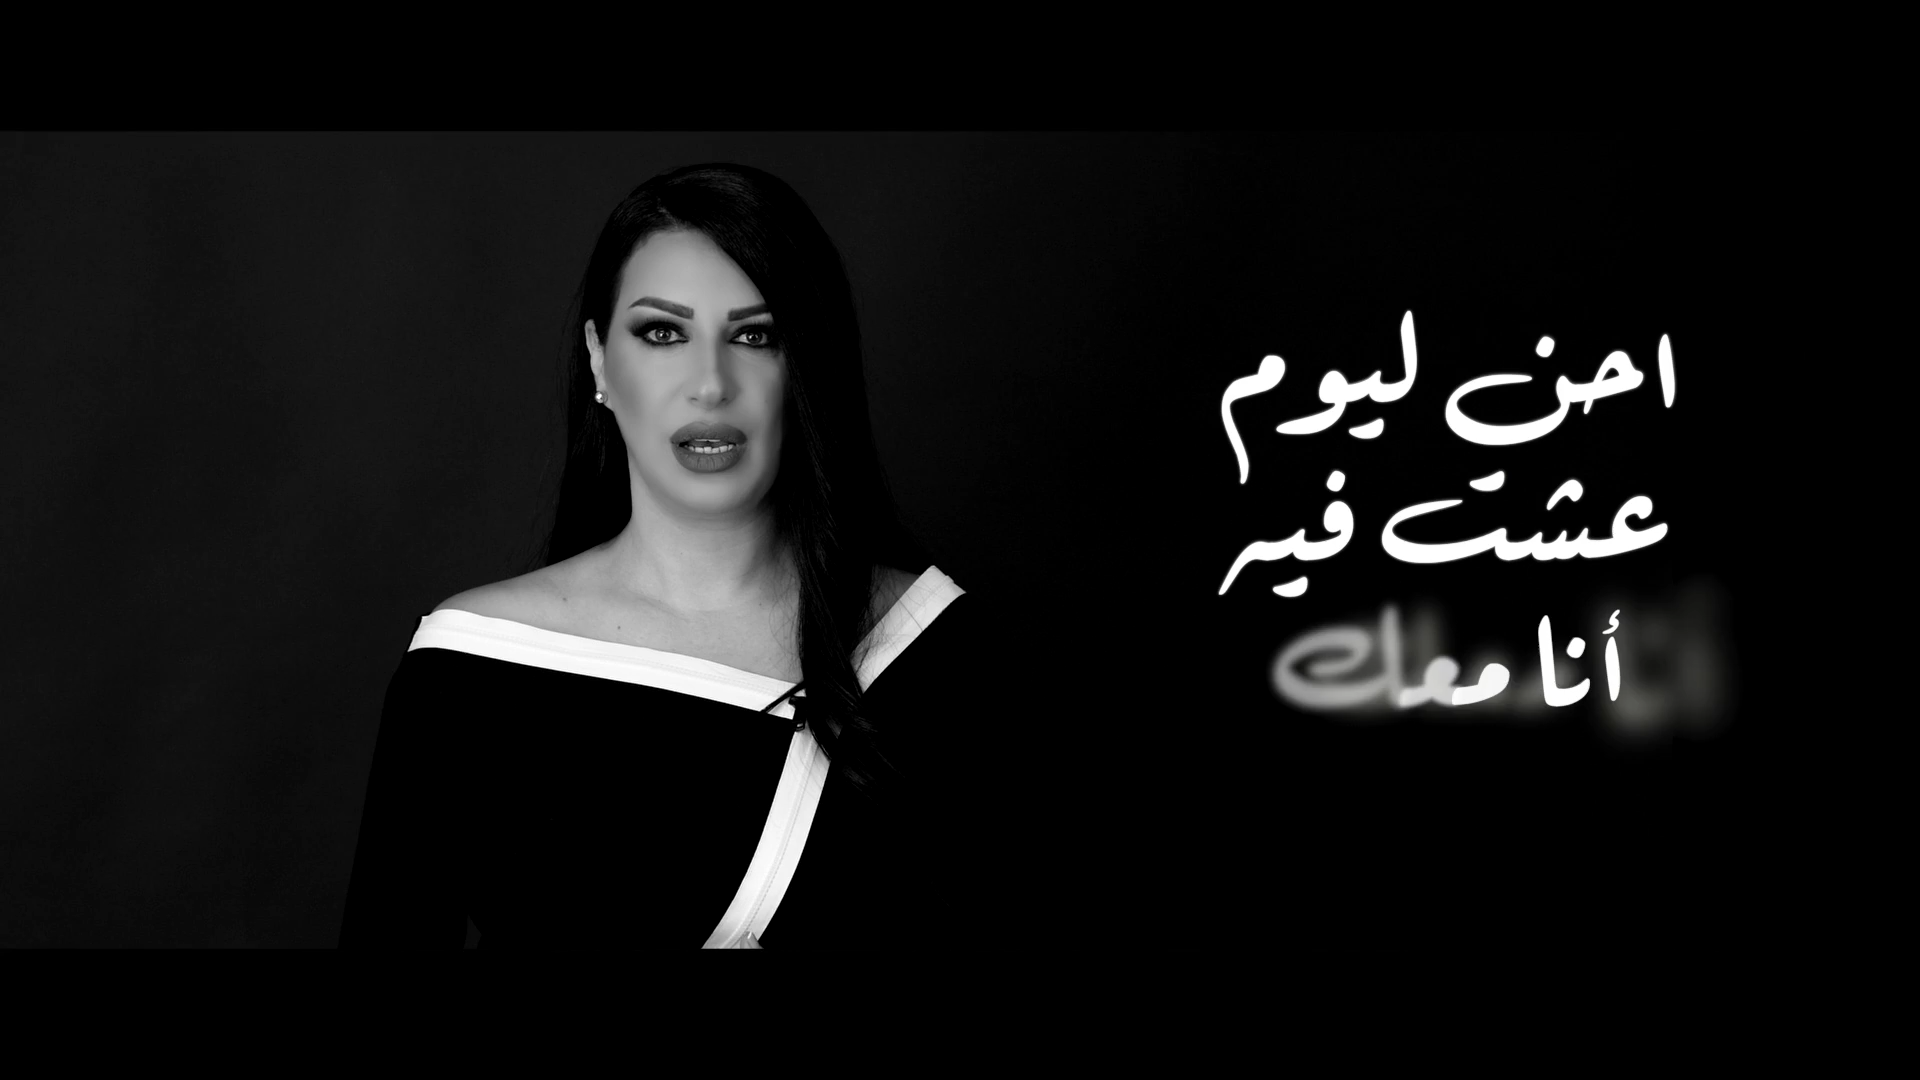 احن ليوم
عشت فيه
أنا معك